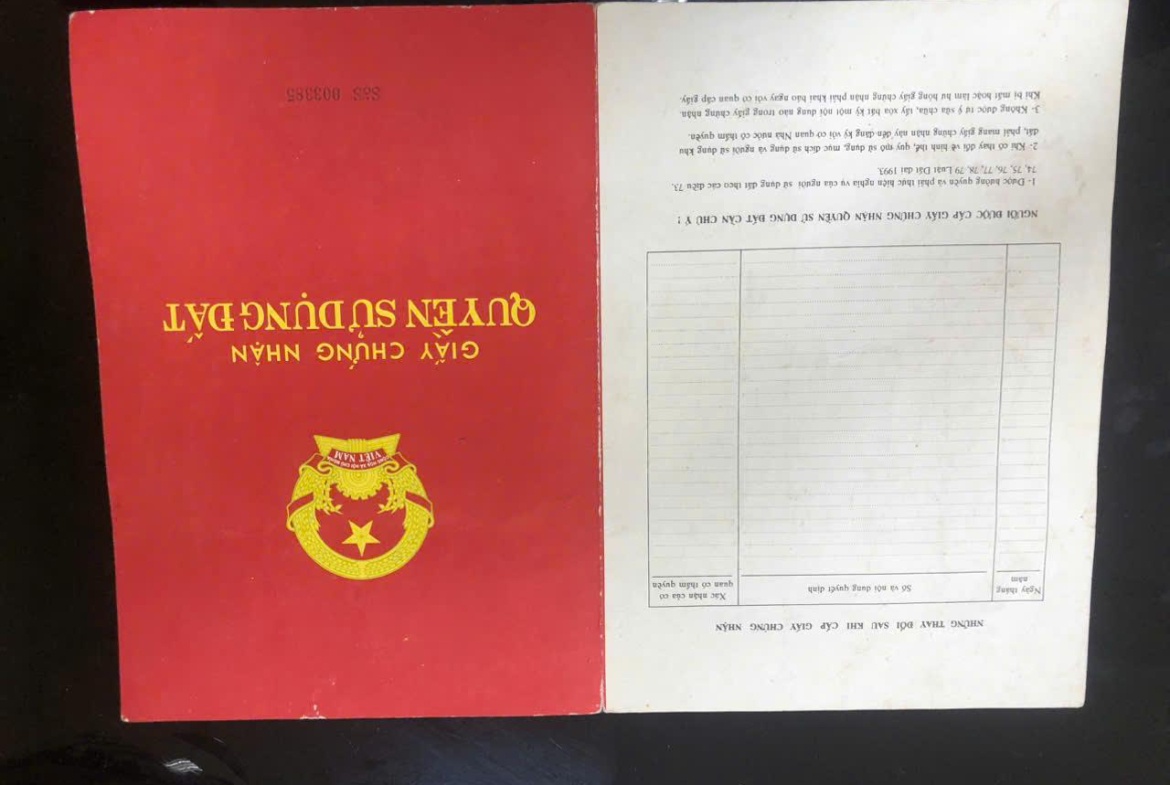 CỘNG HÒA XÃ HỘI CHỦ NGHĨA
VIỆT NAM
GIẤY CHỨNG NHẬN
QUYỀN SỬ DỤNG ĐẤT
Số: 003385
NHỮNG THAY ĐỔI SAU KHI CẤP GIẤY CHỨNG NHẬN
Ngày tháng năm
Số và nội dung quyết định
Xác nhận của cơ
quan có thẩm quyền
NGƯỜI ĐƯỢC CẤP GIẤY CHỨNG NHẬN QUYỀN SỬ DỤNG ĐẤT CẦN CHÚ Ý !
1- Được hưởng quyền và phải thực hiện nghĩa vụ của người sử dụng đất theo các điều 73,
74, 75, 76, 77, 78, 79 Luật Đất đai 1993.
2- Khi có thay đổi về hình thể, quy mô sử dụng, mục đích sử dụng và người sử dụng khu
đất, phải mang giấy chứng nhận này đến đăng ký với cơ quan Nhà nước có thẩm quyền.
3- Không được tự ý sửa chữa, tẩy xóa bất kỳ một nội dung nào trong giấy chứng nhận.
Khi bị mất hoặc làm hư hỏng giấy chứng nhận phải khai báo ngay với cơ quan cấp giấy.